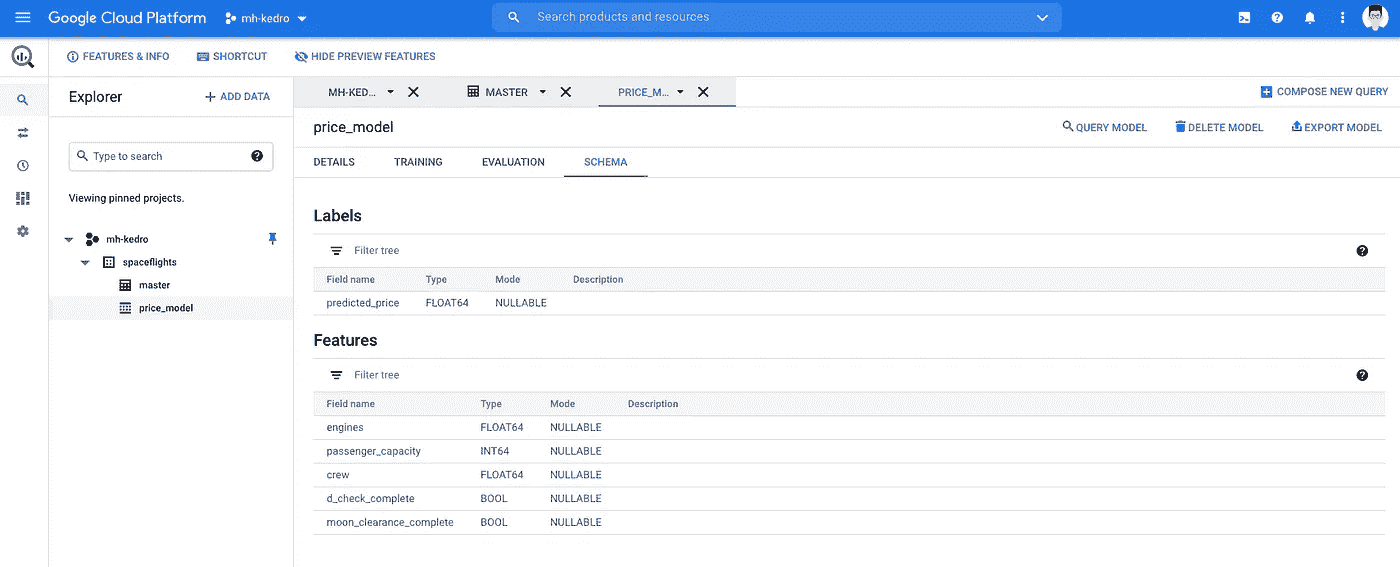 Google Cloud Platform mh-kedro Search products and resources
FEATURES & INFO SHORTCUT HIDE PREVIEW FEATURES
Explorer ADD DATA
MH-KED... MASTER PRICE_M... COMPOSE NEW QUERY
price_model QUERY MODEL DELETE MODEL EXPORT MODEL
Type to search
DETAILS TRAINING EVALUATION SCHEMA
Viewing pinned projects.
mh-kedro
spaceflights
master
price_model
Labels
Filter tree
Field name Type Mode Description
predicted_price FLOAT64 NULLABLE
Features
Filter tree
Field name Type Mode Description
engines FLOAT64 NULLABLE
passenger_capacity INT64 NULLABLE
crew FLOAT64 NULLABLE
d_check_complete BOOL NULLABLE
moon_clearance_complete BOOL NULLABLE